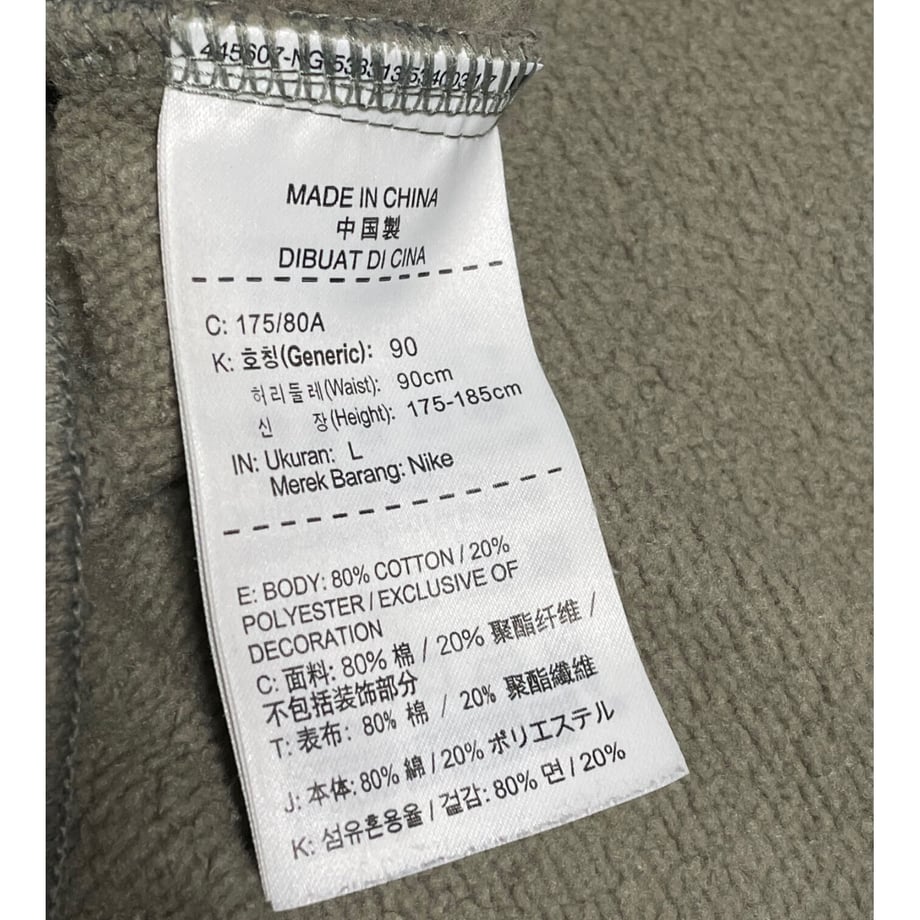 MADE IN CHINA
中国製
DIBUAT DI CINA
C: 175/80A
K: 호칭(Generic): 90
허리둘레(Waist): 90cm
신 장(Height): 175-185cm
IN: Ukuran: L
Merek Barang: Nike
E: BODY: 80% COTTON / 20%
POLYESTER / EXCLUSIVE OF
DECORATION
C: 面料: 80% 棉 / 20% 聚酯纤维 /
不包括装饰部分
T: 表布: 80% 棉 / 20% 聚酯纖維
J: 本体: 80% 綿 / 20% ポリエステル
K: 섬유혼용율 / 겉감: 80% 면 / 20%